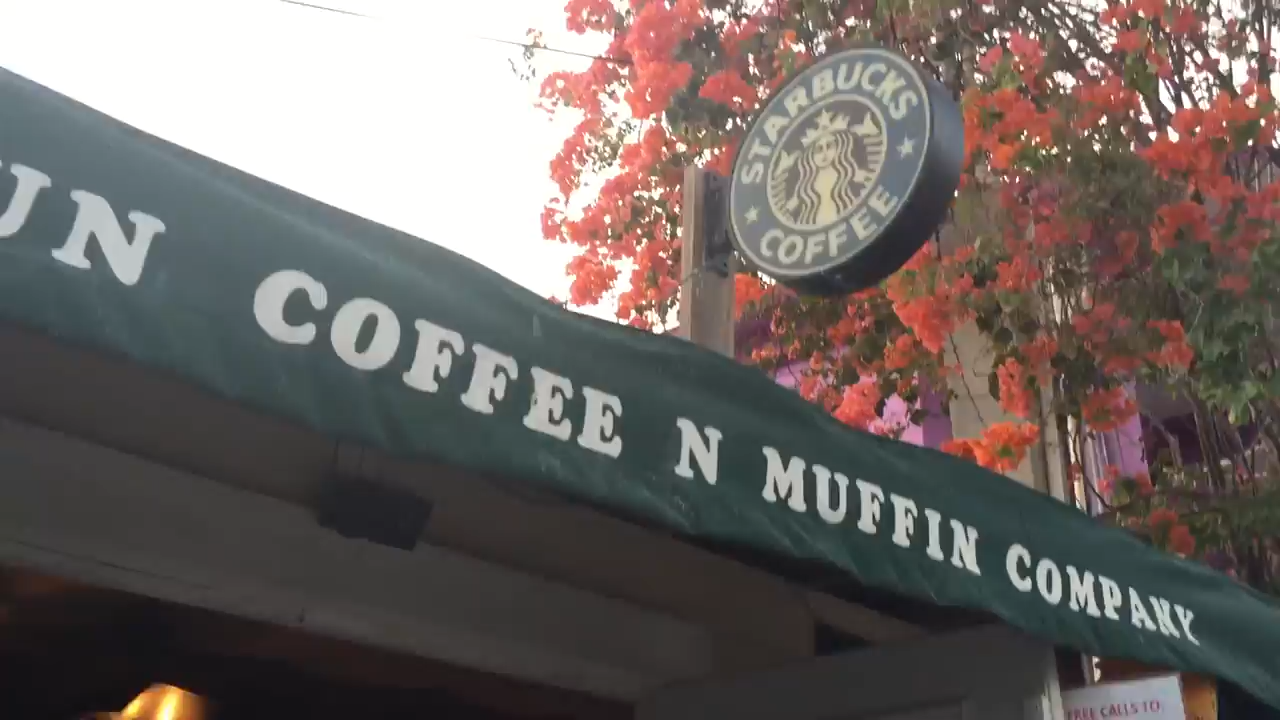 STARBUCKS
COFFEE
UN COFFEE N MUFFIN COMPANY
FREE CALLS TO: